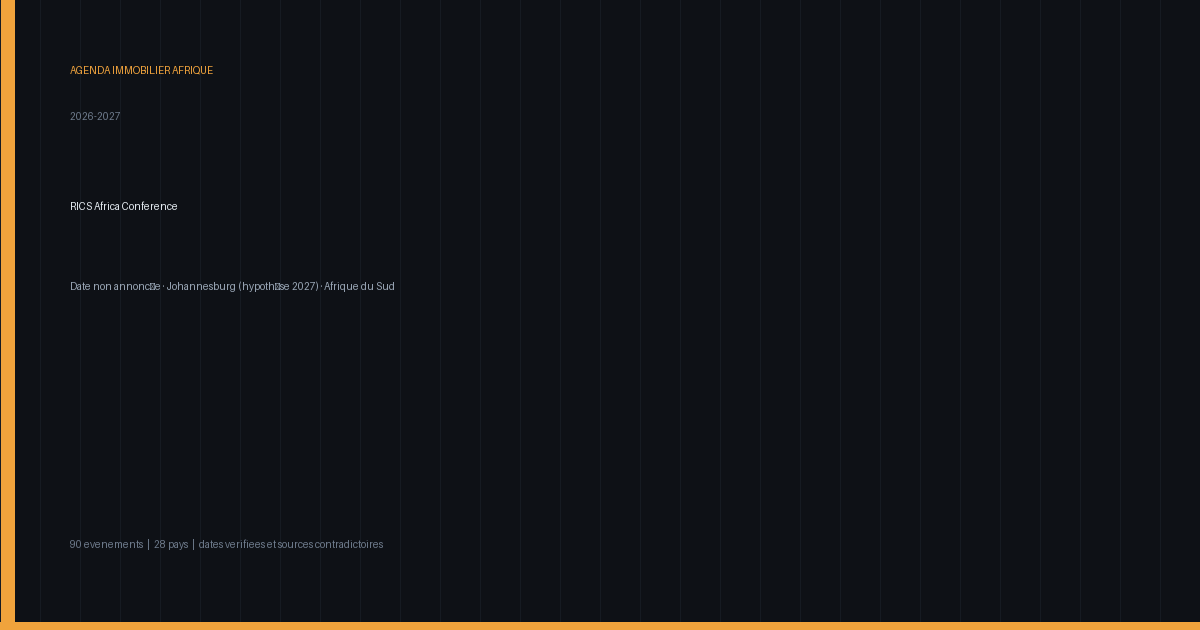 AGENDA IMMOBILIER AFRIQUE
2026-2027
RICS Africa Conference
Date non annonc▯e · Johannesburg (hypoth▯se 2027) · Afrique du Sud
90 evenements | 28 pays | dates verifiees et sources contradictoires